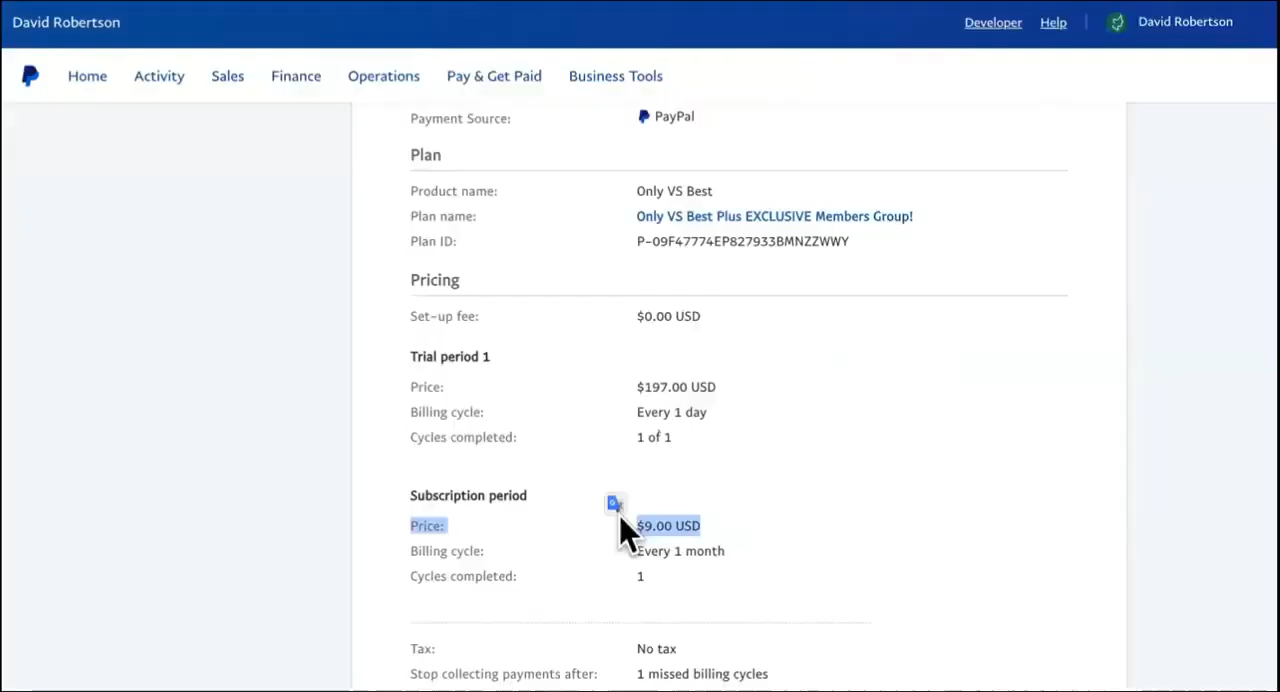 David Robertson
Developer Help David Robertson
Home Activity Sales Finance Operations Pay & Get Paid Business Tools
Payment Source: PayPal
Plan
Product name: Only VS Best
Plan name: Only VS Best Plus EXCLUSIVE Members Group!
Plan ID: P-09F47774EP827933BMNZZWWY
Pricing
Set-up fee: $0.00 USD
Trial period 1
Price: $197.00 USD
Billing cycle: Every 1 day
Cycles completed: 1 of 1
Subscription period
Price: $9.00 USD
Billing cycle: Every 1 month
Cycles completed: 1
Tax: No tax
Stop collecting payments after: 1 missed billing cycles